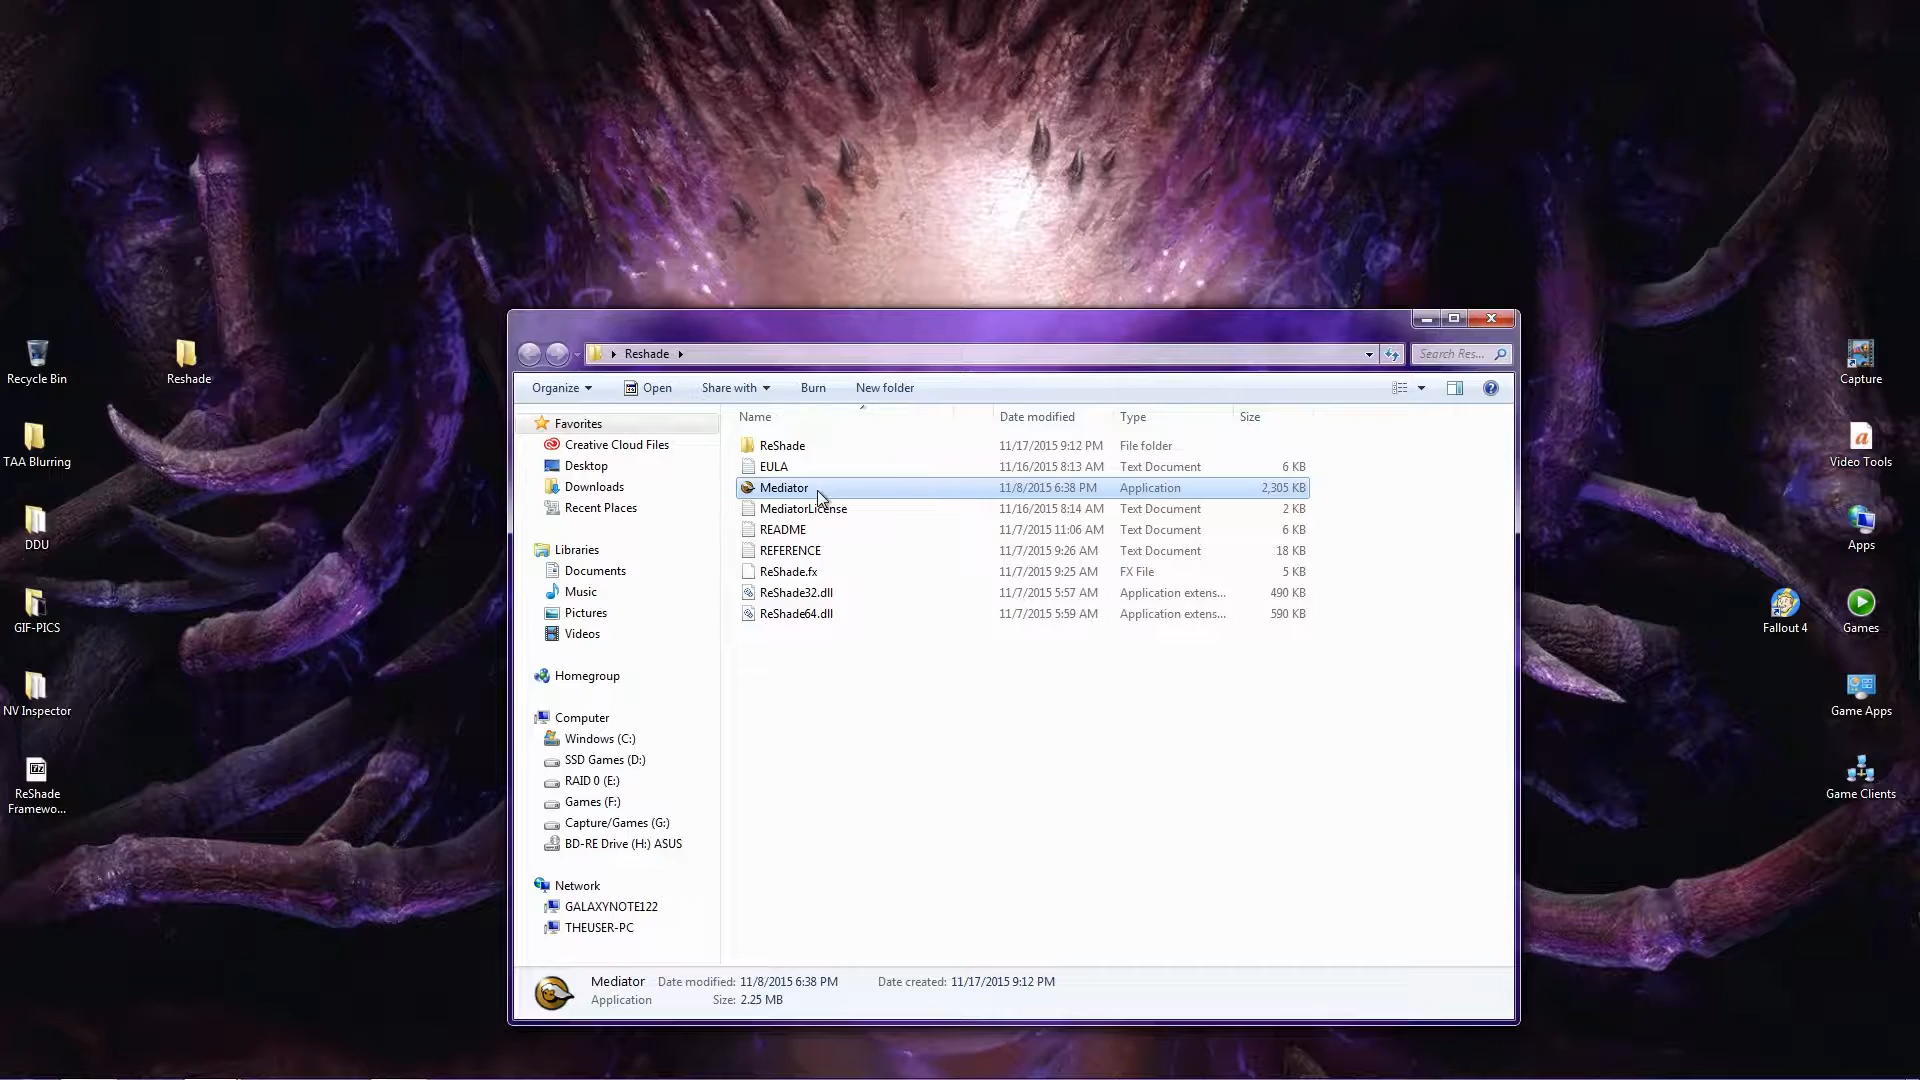 Recycle Bin
Reshade
TAA Blurring
DDU
GIF-PICS
NV Inspector
ReShade
Framewo...
Reshade
Search Res...
Organize
Open
Share with
Burn
New folder
Favorites
Creative Cloud Files
Desktop
Downloads
Recent Places
Libraries
Documents
Music
Pictures
Videos
Homegroup
Computer
Windows (C:)
SSD Games (D:)
RAID 0 (E:)
Games (F:)
Capture/Games (G:)
BD-RE Drive (H:) ASUS
Network
GALAXYNOTE122
THEUSER-PC
Name Date modified Type Size
ReShade 11/17/2015 9:12 PM File folder
EULA 11/16/2015 8:13 AM Text Document 6 KB
Mediator 11/8/2015 6:38 PM Application 2,305 KB
MediatorLicense 11/16/2015 8:14 AM Text Document 2 KB
README 11/7/2015 11:06 AM Text Document 6 KB
REFERENCE 11/7/2015 9:26 AM Text Document 18 KB
ReShade.fx 11/7/2015 9:25 AM FX File 5 KB
ReShade32.dll 11/7/2015 5:57 AM Application extens... 490 KB
ReShade64.dll 11/7/2015 5:59 AM Application extens... 590 KB
Mediator Date modified: 11/8/2015 6:38 PM Date created: 11/17/2015 9:12 PM
Application Size: 2.25 MB
Capture
Video Tools
Apps
Fallout 4
Games
Game Apps
Game Clients